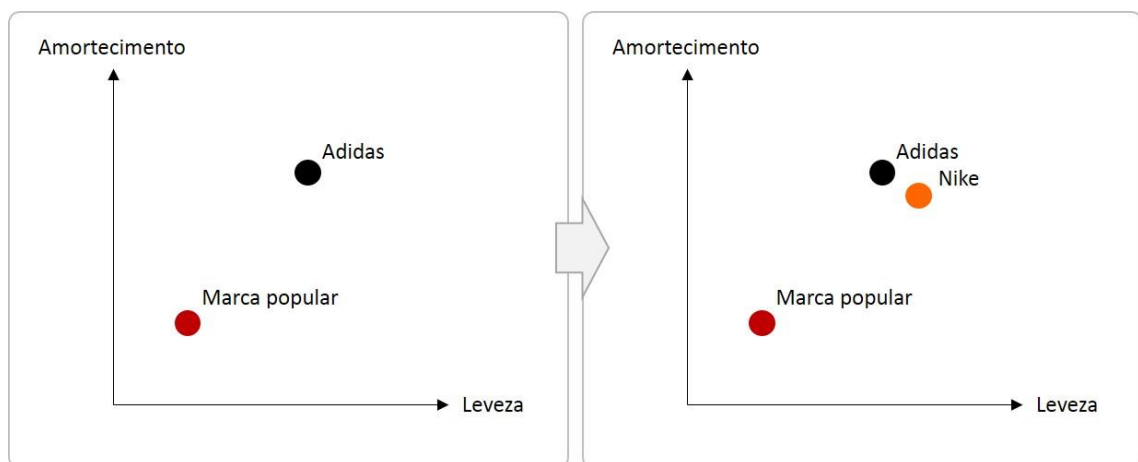 Amortecimento
Adidas
Marca popular
Leveza
Amortecimento
Adidas
Nike
Marca popular
Leveza